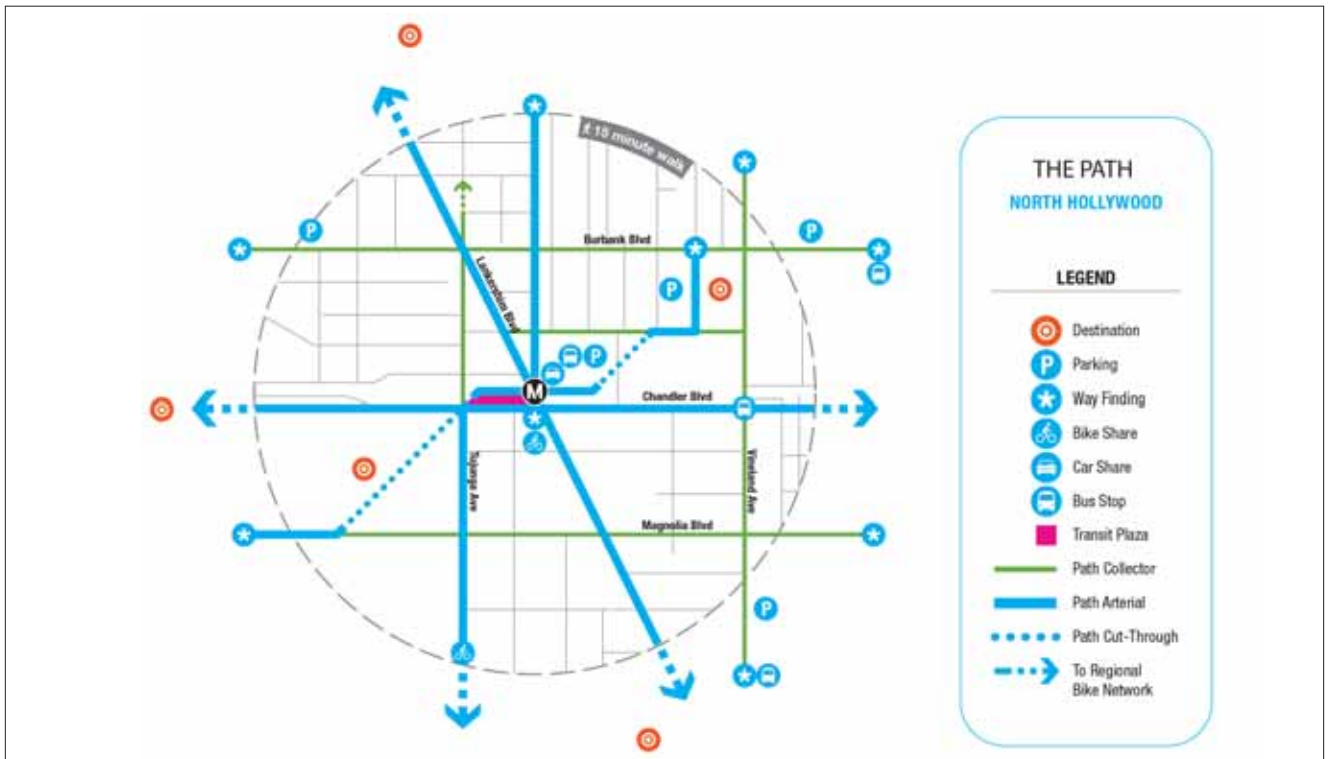 ± 15 minute walk
P
P
Burbank Blvd
P
Lankershim Blvd
P
M
Chandler Blvd
Tujunga Ave
Vineland Ave
Magnolia Blvd
P
THE PATH
NORTH HOLLYWOOD
LEGEND
Destination
P Parking
Way Finding
Bike Share
Car Share
Bus Stop
Transit Plaza
Path Collector
Path Arterial
Path Cut-Through
To Regional
Bike Network